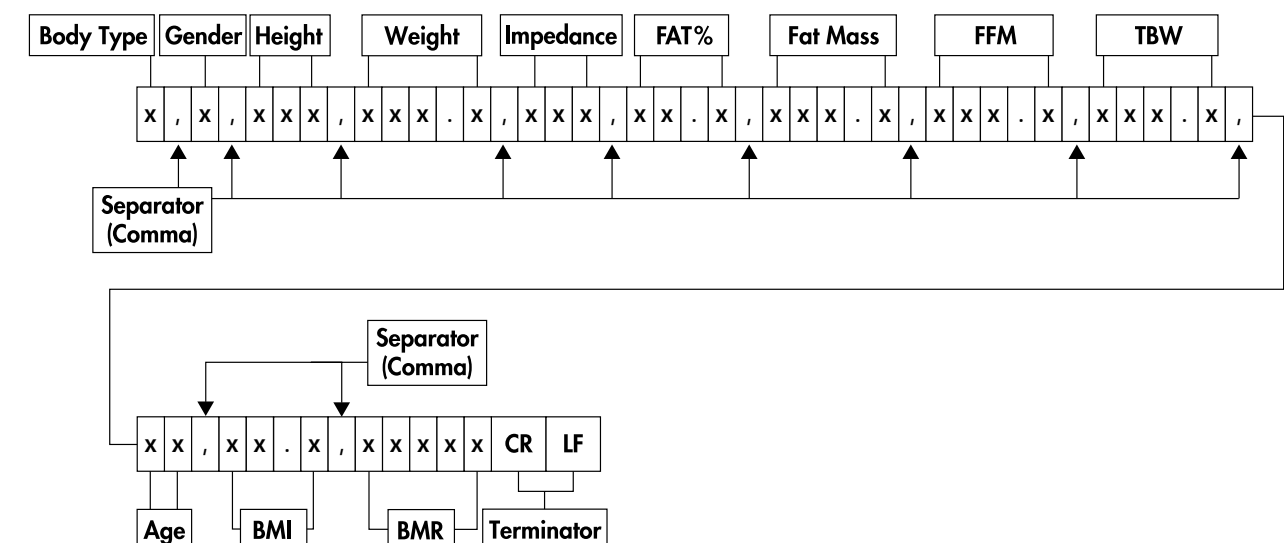 Body Type Gender Height Weight Impedance FAT% Fat Mass FFM TBW
x , x , x x x , x x x . x , x x x , x x . x , x x x . x , x x x . x , x x x . x ,
Separator
(Comma)
Separator
(Comma)
x x , x x . x , x x x x x CR LF
Age BMI BMR Terminator